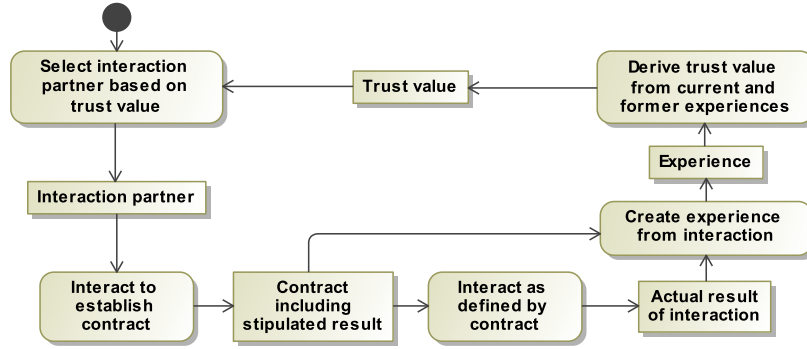 Select interaction
partner based on
trust value
Trust value
Derive trust value
from current and
former experiences
Experience
Interaction partner
Create experience
from interaction
Interact to
establish
contract
Contract
including
stipulated result
Interact as
defined by
contract
Actual result
of interaction